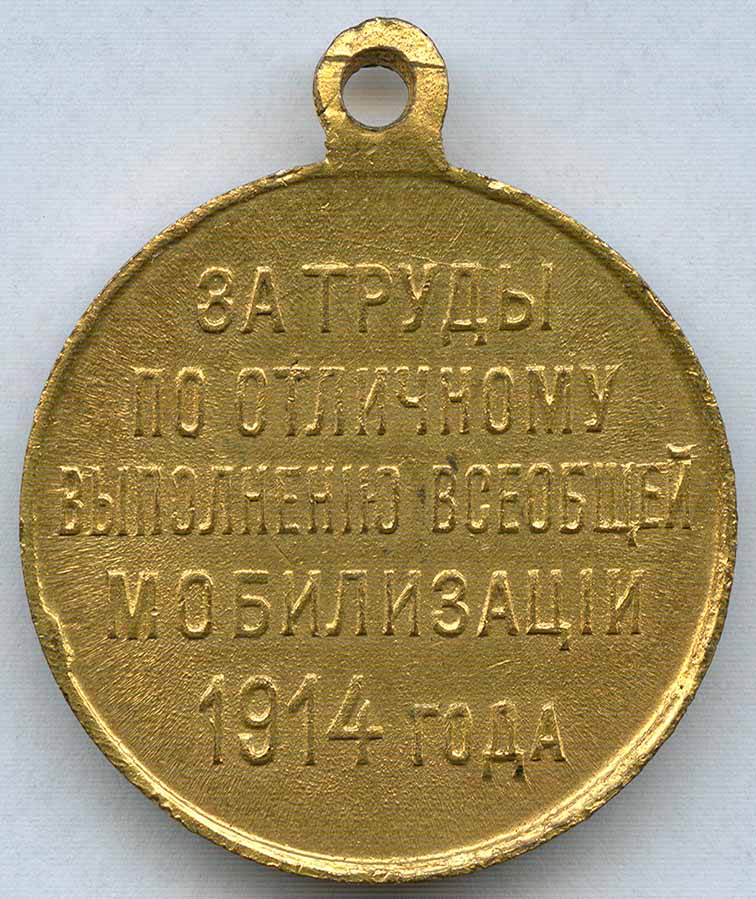 ЗА ТРУДЫ
ПО ОТЛИЧНОМУ
ВЫПОЛНЕНІЮ ВСЕОБЩЕЙ
МОБИЛИЗАЦІИ
1914 ГОДА